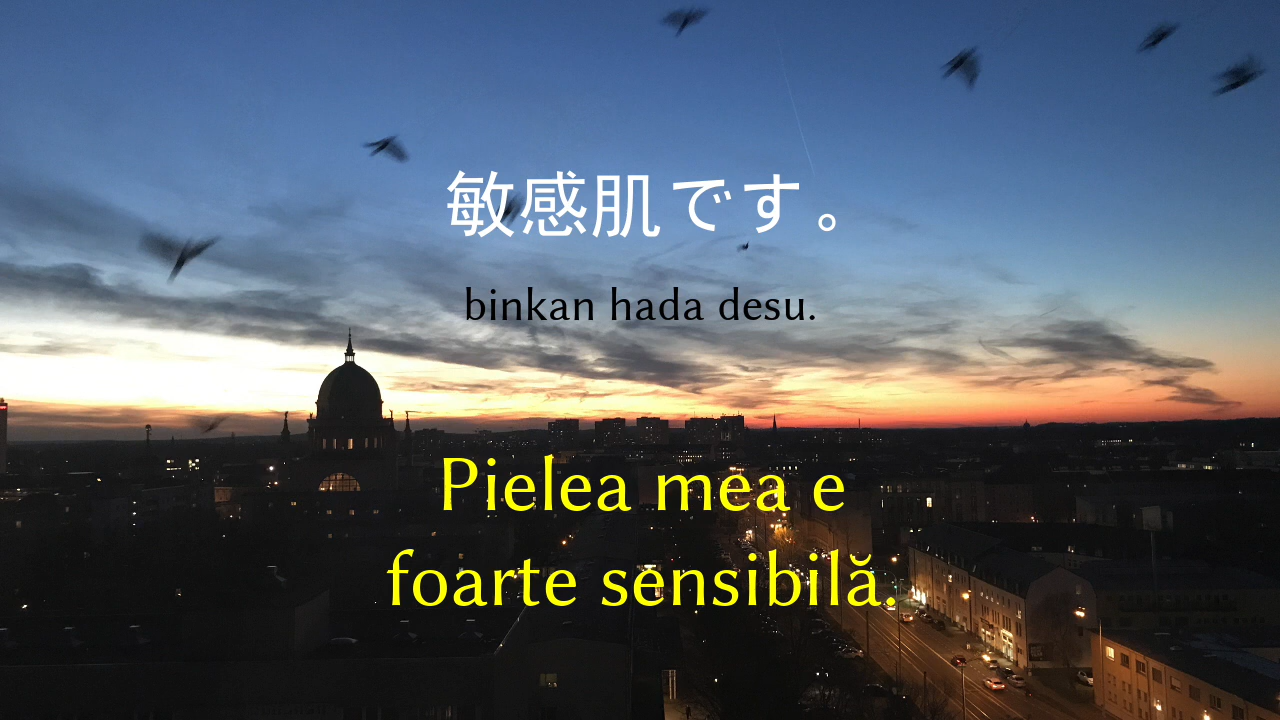 敏感肌です。
binkan hada desu.
Pielea mea e
foarte sensibilă.